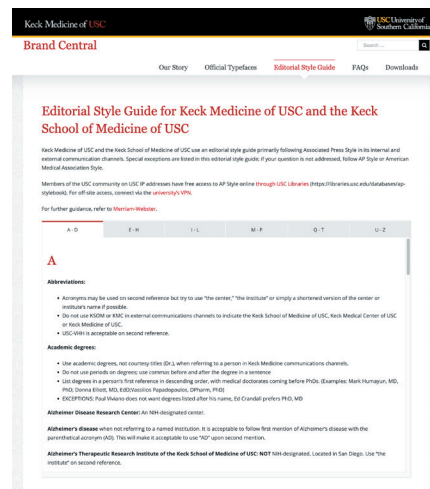 Keck Medicine of USC
USC University of
Southern California
Brand Central
Search ...
Our Story Official Typefaces Editorial Style Guide FAQs Downloads
Editorial Style Guide for Keck Medicine of USC and the Keck
School of Medicine of USC
Keck Medicine of USC and the Keck School of Medicine of USC use an editorial style guide primarily following Associated Press Style in its internal and
external communication channels. Special exceptions are listed in this editorial style guide; if your question is not addressed, follow AP Style or American
Medical Association Style.
Members of the USC community on USC IP addresses have free access to AP Style online through USC Libraries (https://libraries.usc.edu/databases/ap-
stylebook). For off-site access, connect via the university's VPN.
For further guidance, refer to Merriam-Webster.
A - D E - H I - L M - P Q - T U - Z
A
Abbreviations:
• Acronyms may be used on second reference but try to use "the center," "the institute" or simply a shortened version of the center or
institute's name if possible.
• Do not use KSOM or KMC in external communications channels to indicate the Keck School of Medicine of USC, Keck Medical Center of USC
or Keck Medicine of USC.
• USC-VHH is acceptable on second reference.
Academic degrees:
• Use academic degrees, not courtesy titles (Dr.), when referring to a person in Keck Medicine communications channels.
• Do not use periods on degrees; use commas before and after the degree in a sentence
• List degrees in a person's first reference in descending order, with medical doctorates coming before PhDs. (Examples: Mark Humayun, MD,
PhD; Donna Elliott, MD, EdD;Vassilios Papadopoulos, DPharm, PhD)
• EXCEPTIONS: Paul Viviano does not want degrees listed after his name, Ed Crandall prefers PhD, MD
Alzheimer Disease Research Center: An NIH-designated center.
Alzheimer's disease when not referring to a named institution. It is acceptable to follow first mention of Alzheimer's disease with the
parenthetical acronym (AD). This will make it acceptable to use "AD" upon second mention.
Alzheimer's Therapeutic Research Institute of the Keck School of Medicine of USC: NOT NIH-designated. Located in San Diego. Use "the
institute" on second reference.